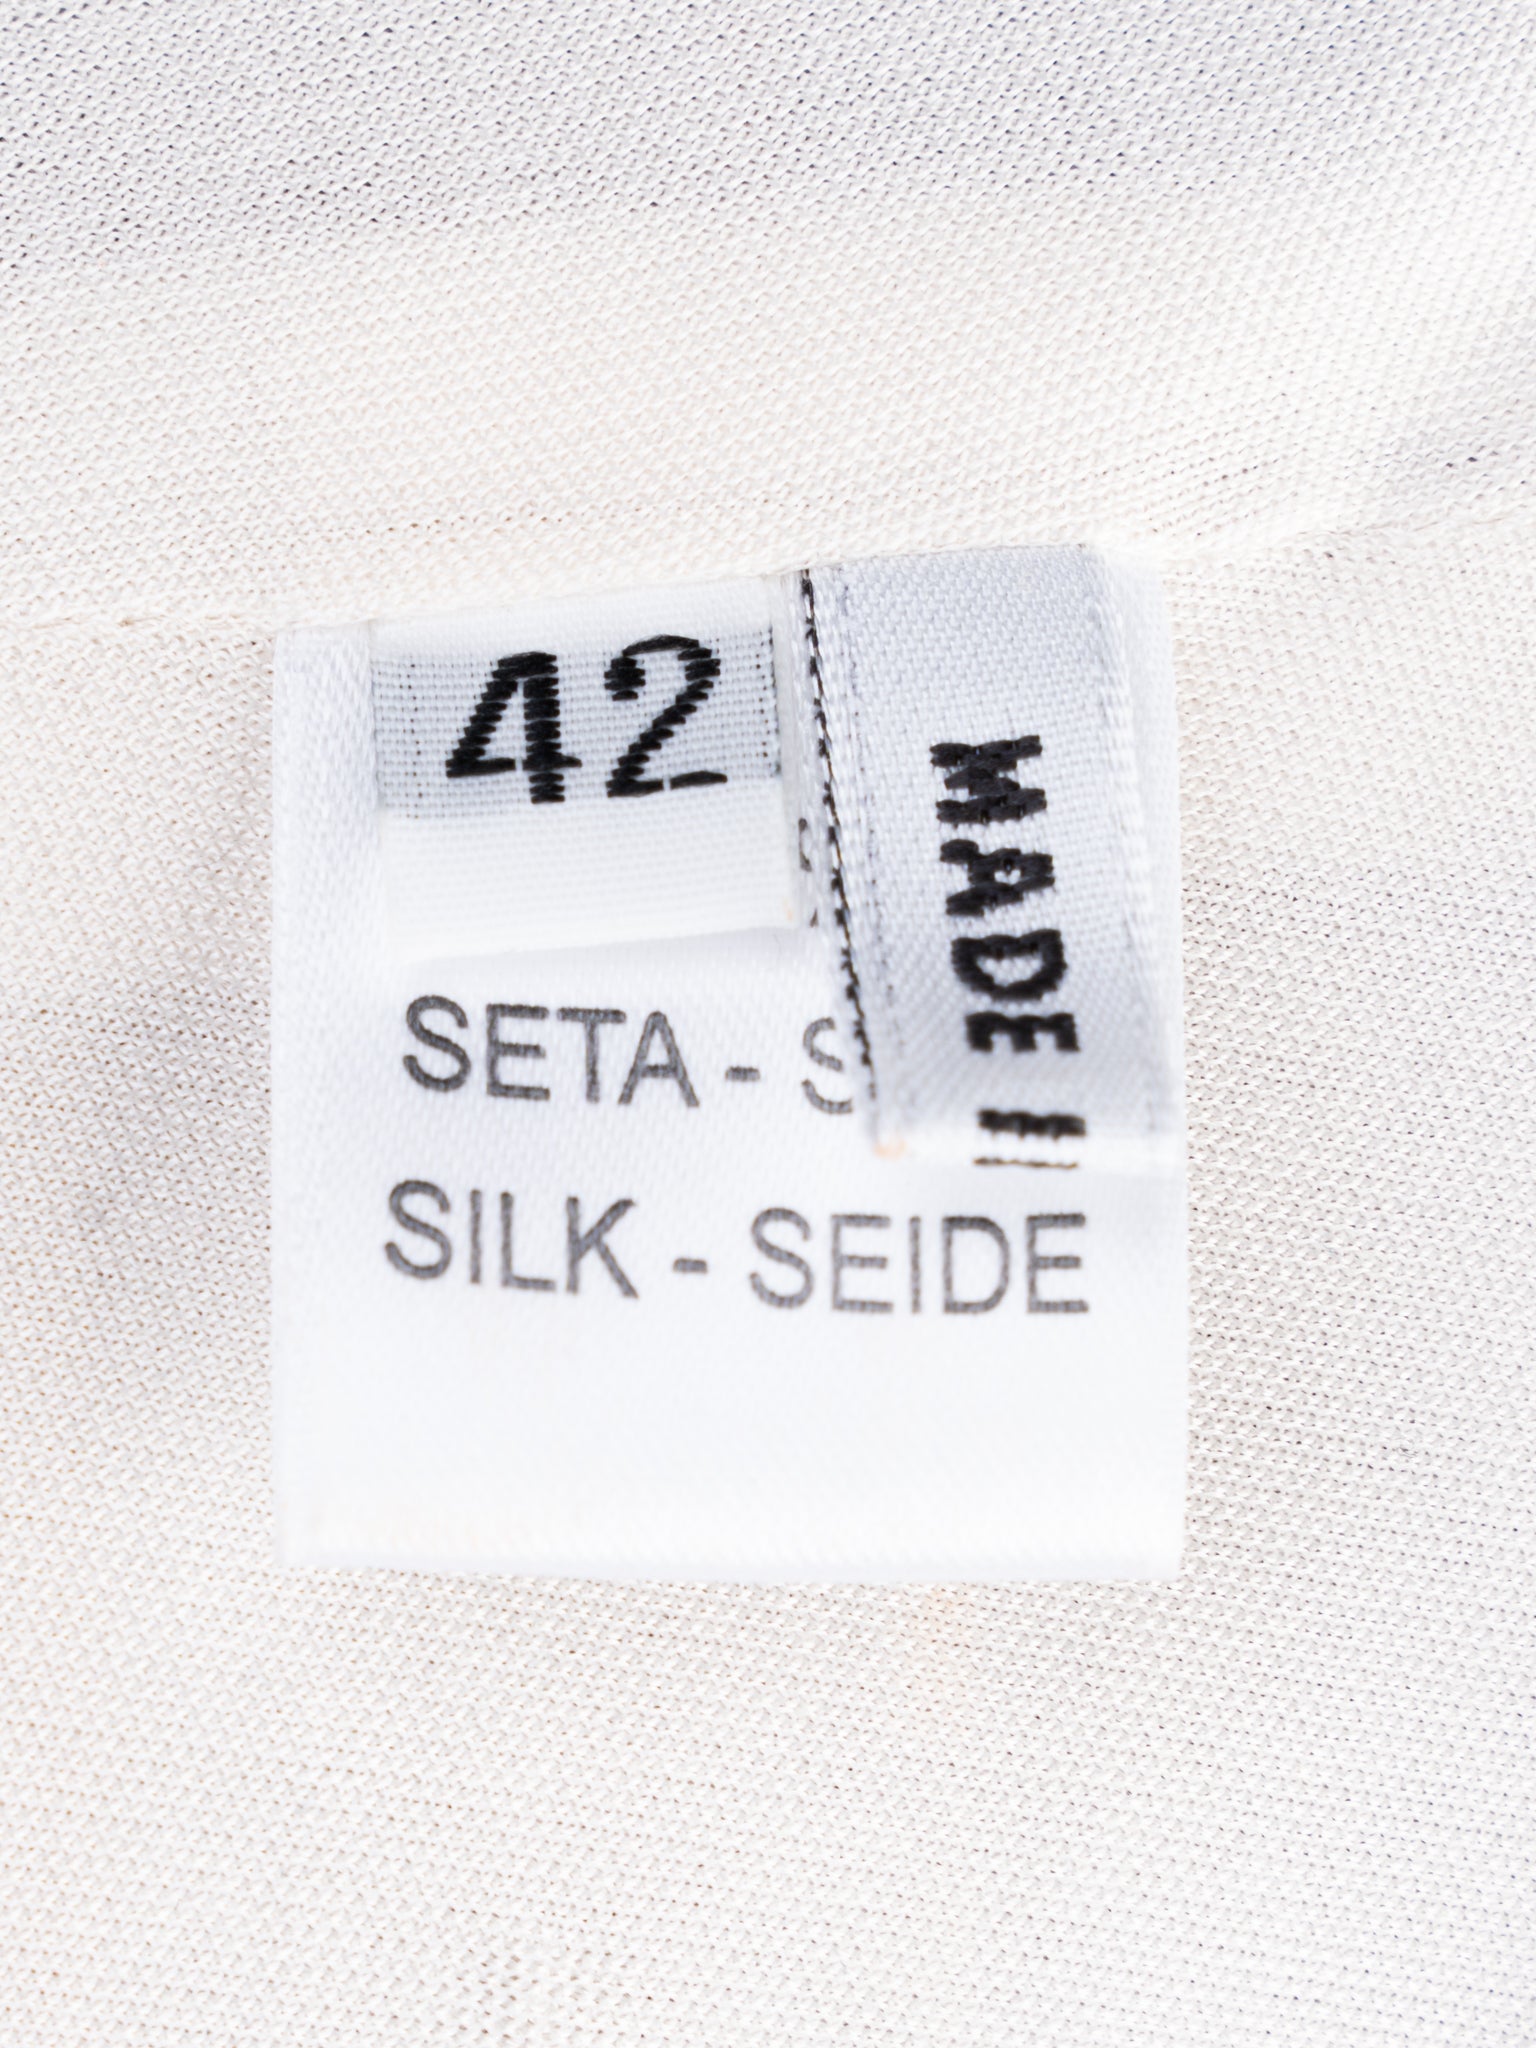 42
MADE
SETA -
SILK - SEIDE